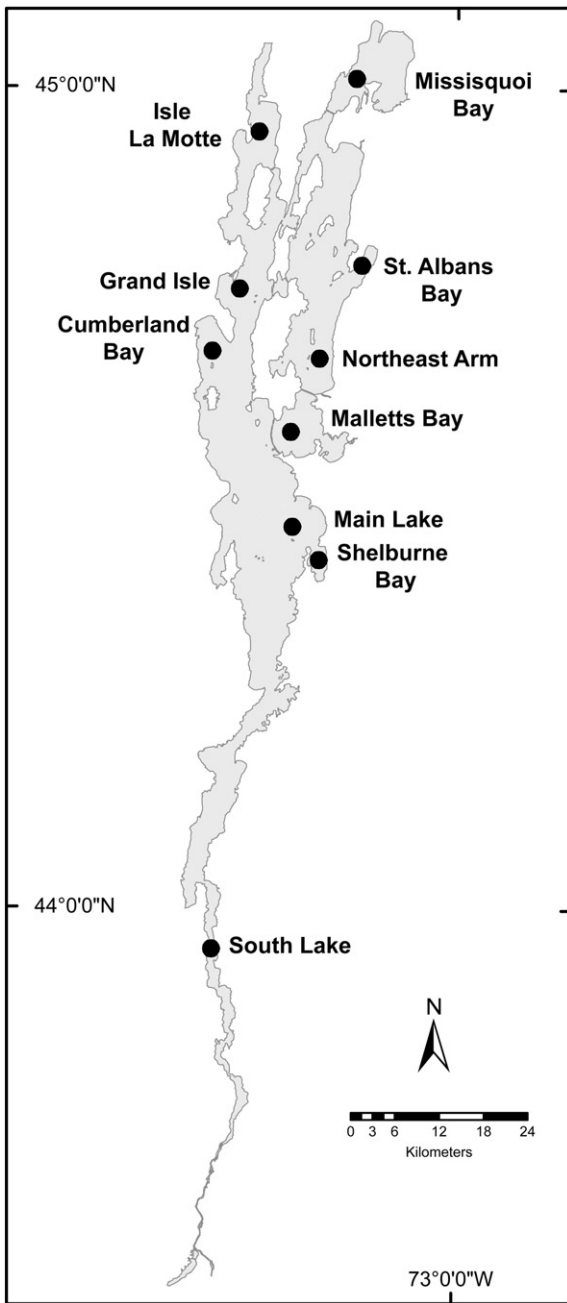 45°0'0"N
Missisquoi
Bay
Isle
La Motte
St. Albans
Bay
Grand Isle
Cumberland
Bay
Northeast Arm
Malletts Bay
Main Lake
Shelburne
Bay
44°0'0"N
South Lake
N
0 3 6 12 18 24
Kilometers
73°0'0"W